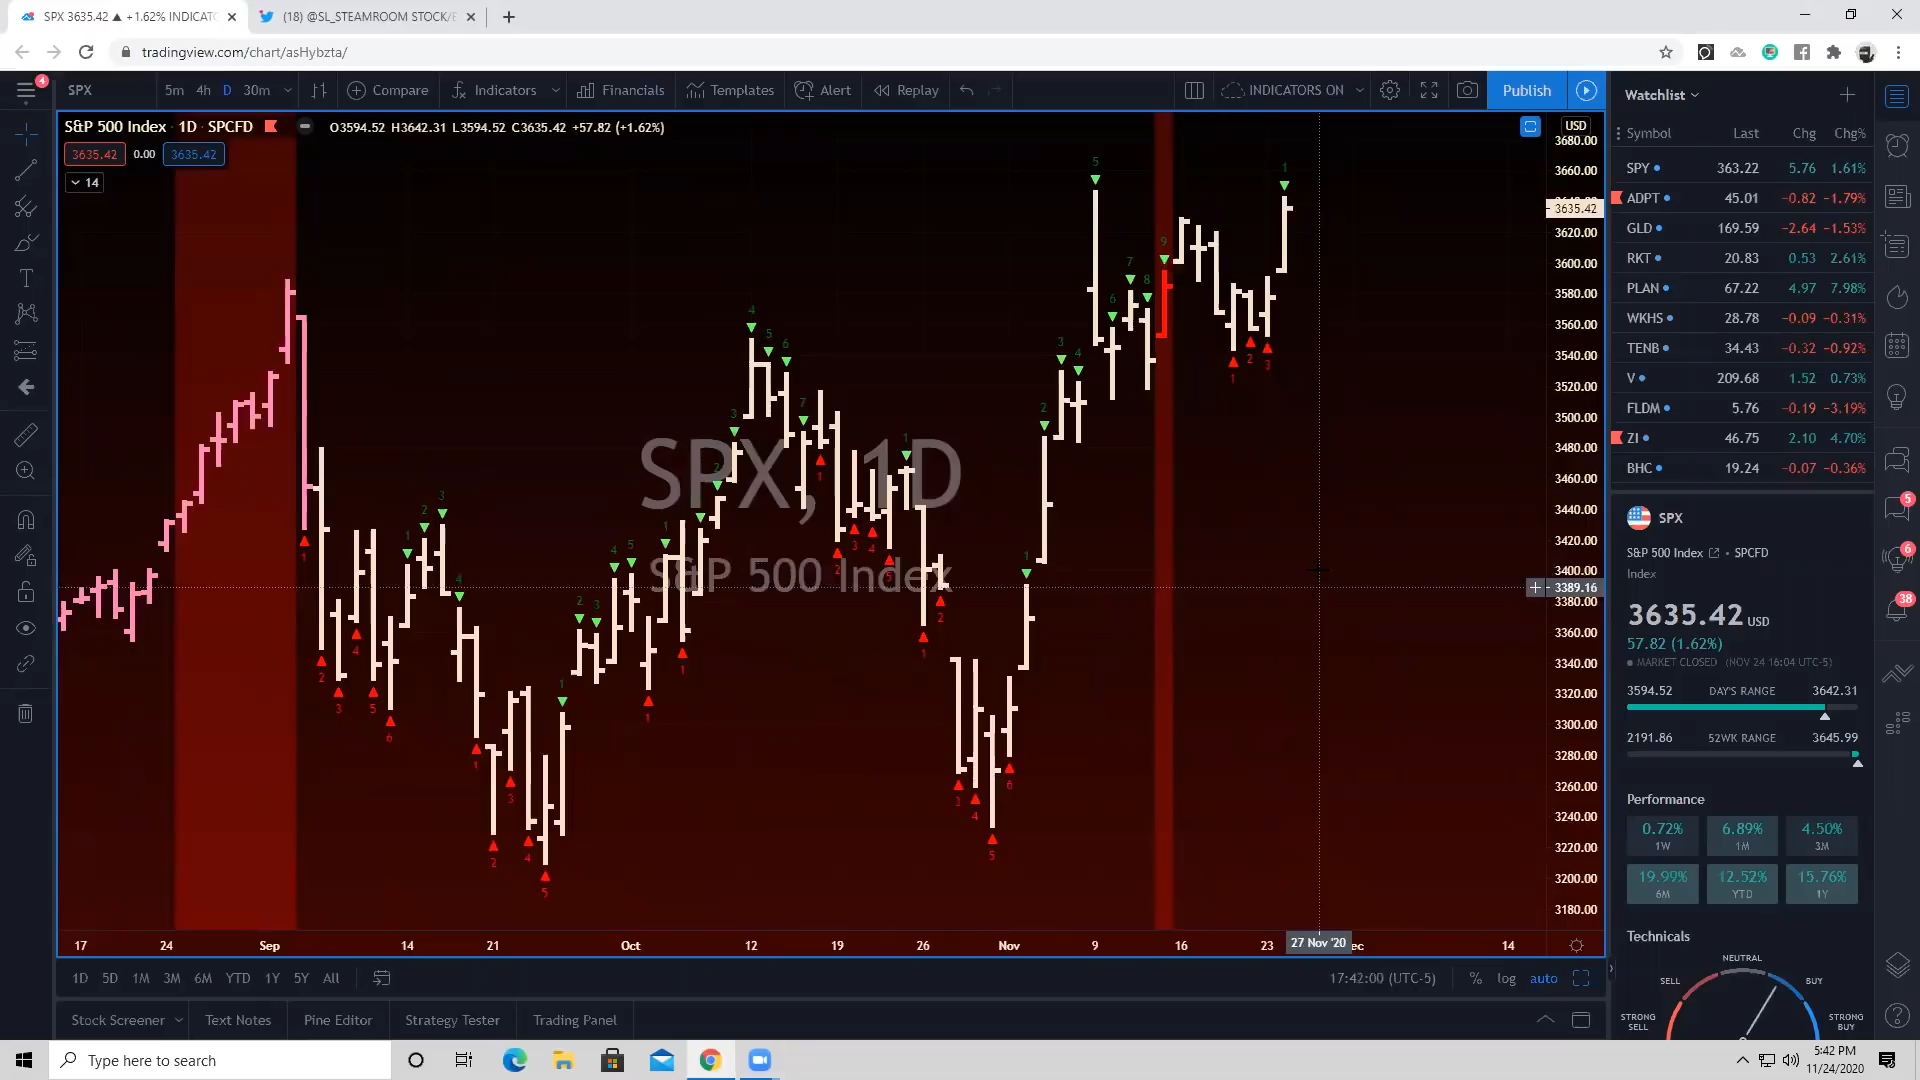 SPX 3635.42 ▲ +1.62% INDICATO
(18) @SL_STEAMROOM STOCK/E
tradingview.com/chart/asHybzta/
4
SPX 5m 4h D 30m Compare Indicators Financials Templates Alert Replay INDICATORS ON Publish
S&P 500 Index · 1D · SPCFD O3594.52 H3642.31 L3594.52 C3635.42 +57.82 (+1.62%)
3635.42 0.00 3635.42
14
SPX, 1D
S&P 500 Index
USD
3680.00
3660.00
3635.42
3620.00
3600.00
3580.00
3560.00
3540.00
3520.00
3500.00
3480.00
3460.00
3440.00
3420.00
3400.00
3389.16
3380.00
3360.00
3340.00
3320.00
3300.00
3280.00
3260.00
3240.00
3220.00
3200.00
3180.00
17 24 Sep 14 21 Oct 12 19 26 Nov 9 16 23 27 Nov '20 ec 14
1D 5D 1M 3M 6M YTD 1Y 5Y All 17:42:00 (UTC-5) % log auto
Stock Screener Text Notes Pine Editor Strategy Tester Trading Panel
Watchlist
Symbol Last Chg Chg%
SPY 363.22 5.76 1.61%
ADPT 45.01 −0.82 −1.79%
GLD 169.59 −2.64 −1.53%
RKT 20.83 0.53 2.61%
PLAN 67.22 4.97 7.98%
WKHS 28.78 −0.09 −0.31%
TENB 34.43 −0.32 −0.92%
V 209.68 1.52 0.73%
FLDM 5.76 −0.19 −3.19%
ZI 46.75 2.10 4.70%
BHC 19.24 −0.07 −0.36%
SPX
S&P 500 Index · SPCFD
Index
3635.42 USD
57.82 (1.62%)
MARKET CLOSED (NOV 24 16:04 UTC-5)
3594.52 DAY'S RANGE 3642.31
2191.86 52WK RANGE 3645.99
Performance
0.72% 6.89% 4.50%
1W 1M 3M
19.99% 12.52% 15.76%
6M YTD 1Y
Technicals
NEUTRAL
SELL BUY
STRONG SELL STRONG BUY
5
6
38
Type here to search
5:42 PM
11/24/2020